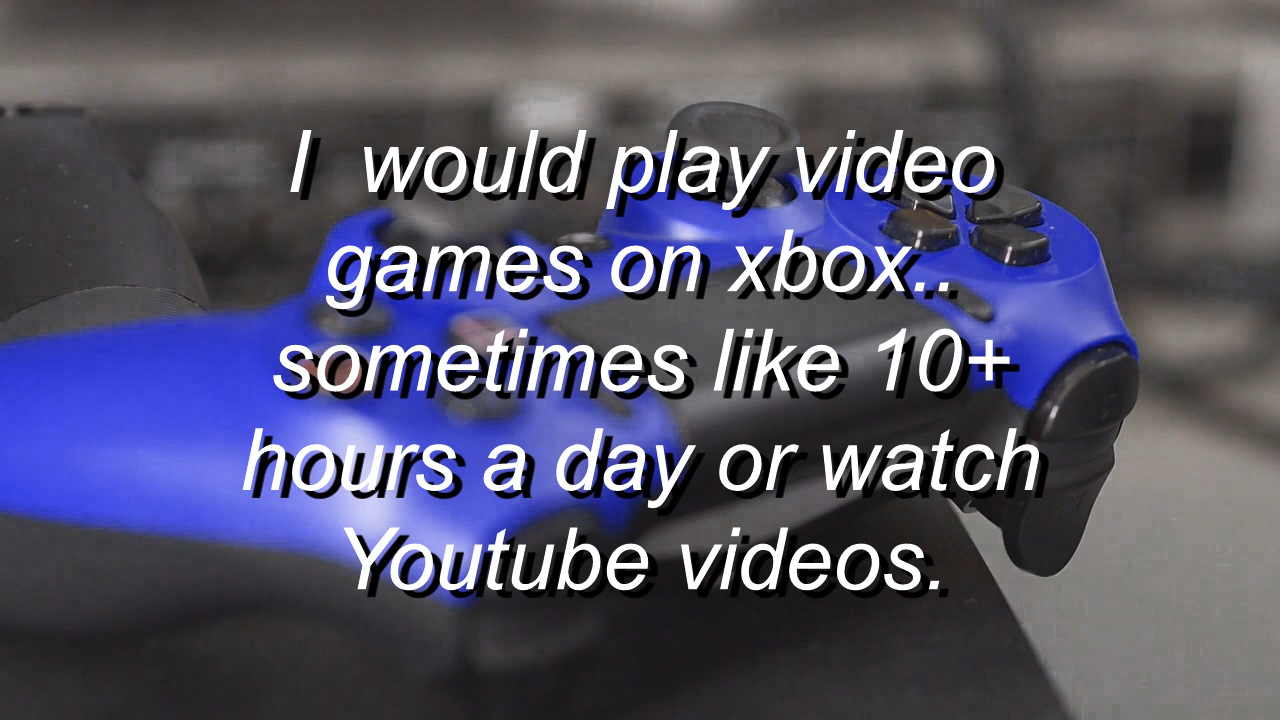 I  would play video
games on xbox..
sometimes like 10+
hours a day or watch
Youtube videos.